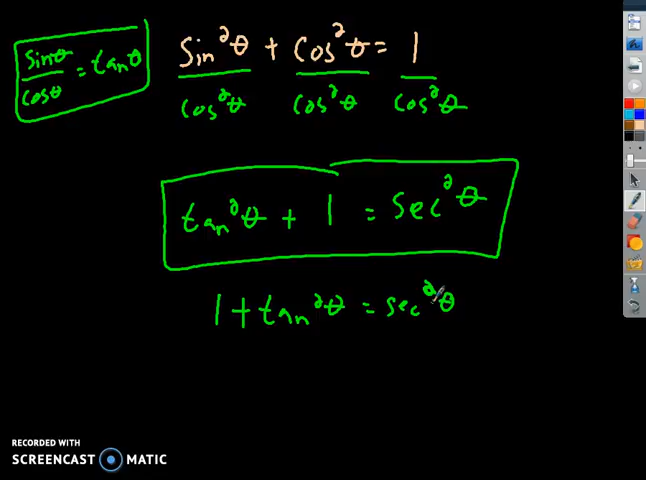 sinθ/cosθ = tanθ
Sin²θ/cos²θ + Cos²θ/cos²θ = 1/cos²θ
tan²θ + 1 = sec²θ
1 + tan²θ = sec²θ
RECORDED WITH
SCREENCAST MATIC